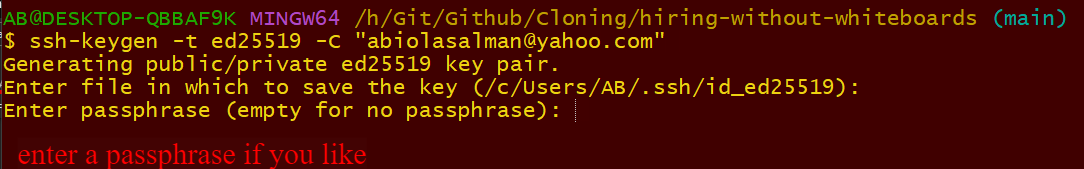 AB@DESKTOP-QBBAF9K MINGW64 /h/Git/Github/Cloning/hiring-without-whiteboards (main)
$ ssh-keygen -t ed25519 -C "abiolasalman@yahoo.com"
Generating public/private ed25519 key pair.
Enter file in which to save the key (/c/Users/AB/.ssh/id_ed25519):
Enter passphrase (empty for no passphrase):
enter a passphrase if you like